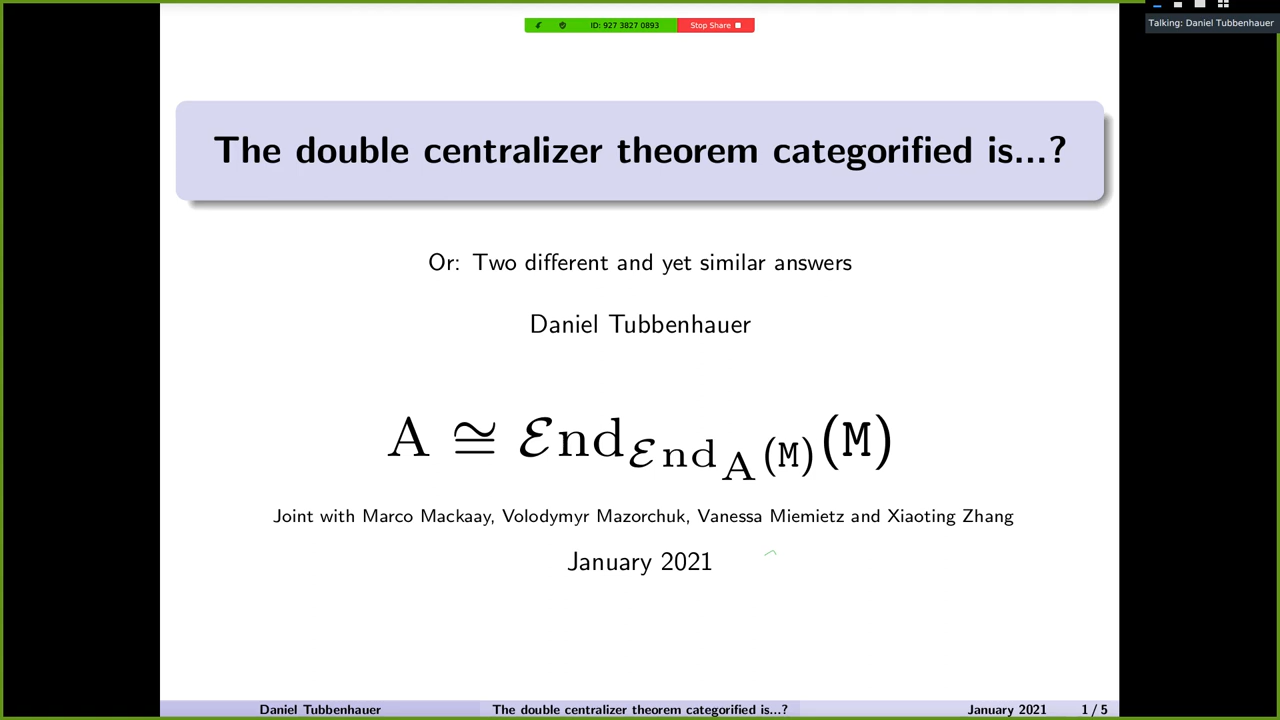 ID: 927 3827 0893 Stop Share
Talking: Daniel Tubbenhauer
The double centralizer theorem categorified is...?
Or: Two different and yet similar answers
Daniel Tubbenhauer
A ≅ ℰnd_{ℰnd_A(M)}(M)
Joint with Marco Mackaay, Volodymyr Mazorchuk, Vanessa Miemietz and Xiaoting Zhang
January 2021
Daniel Tubbenhauer The double centralizer theorem categorified is...? January 2021 1 / 5